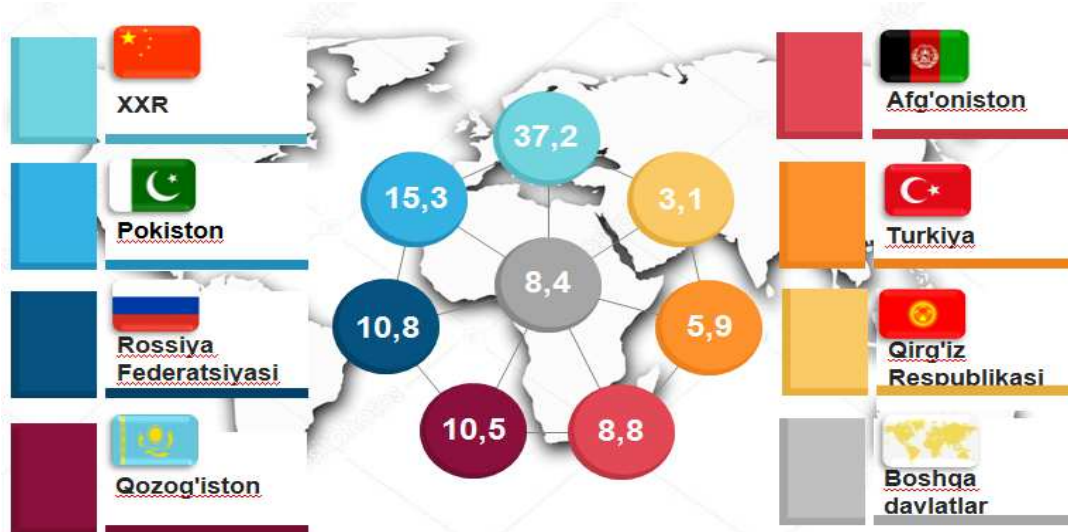 XXR
Pokiston
Rossiya
Federatsiyasi
Qozog'iston
37,2
15,3
3,1
8,4
10,8
5,9
10,5
8,8
Afg'oniston
Turkiya
Qirg'iz
Respublikasi
Boshqa
davlatlar